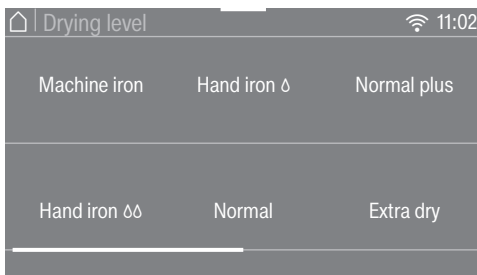 Drying level 11:02
Machine iron Hand iron Normal plus
Hand iron Normal Extra dry